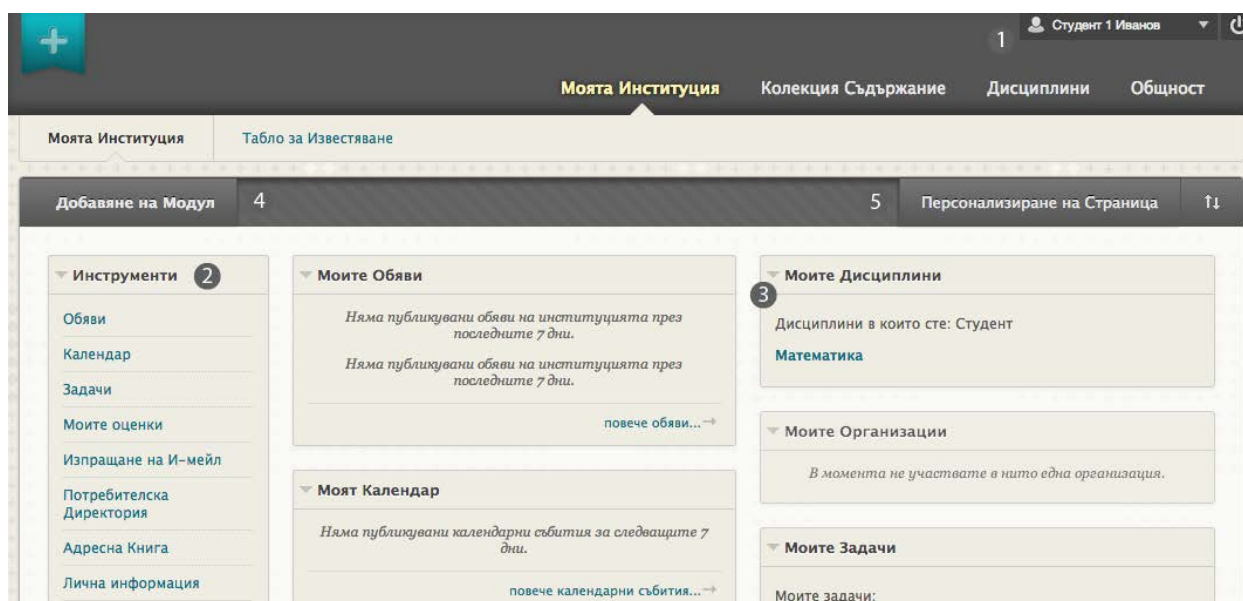 1
Студент 1 Иванов
Моята Институция
Колекция Съдържание
Дисциплини
Общност
Моята Институция
Табло за Известяване
Добавяне на Модул
4
5
Персонализиране на Страница
Инструменти
2
Обяви
Календар
Задачи
Моите оценки
Изпращане на И-мейл
Потребителска
Директория
Адресна Книга
Лична информация
Моите Обяви
Няма публикувани обяви на институцията през
последните 7 дни.
Няма публикувани обяви на институцията през
последните 7 дни.
повече обяви...→
Моят Календар
Няма публикувани календарни събития за следващите 7
дни.
повече календарни събития...→
Моите Дисциплини
3
Дисциплини в които сте: Студент
Математика
Моите Организации
В момента не участвате в нито една организация.
Моите Задачи
Моите задачи: